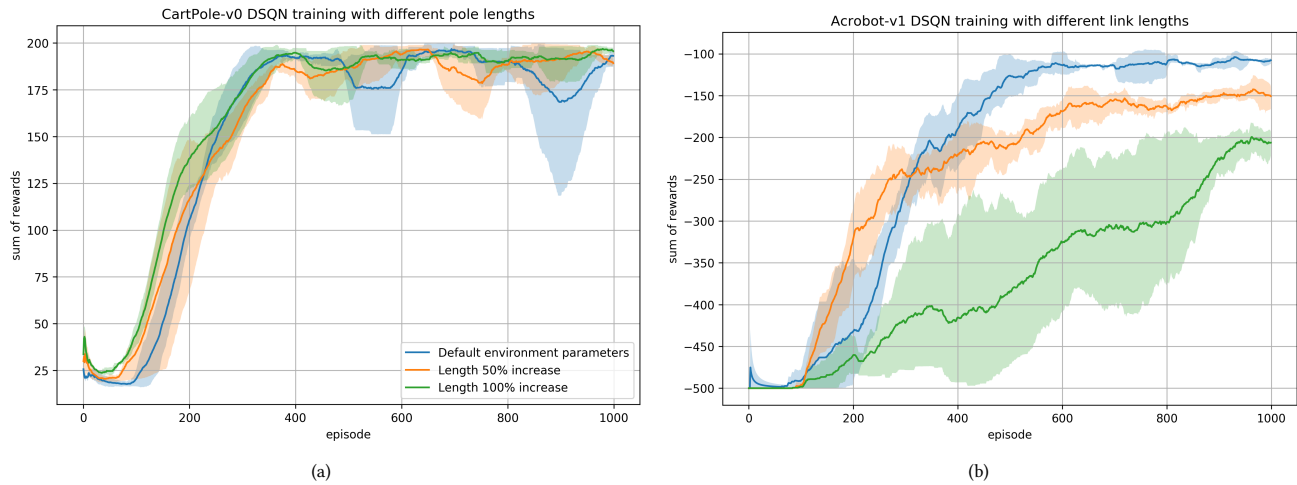 CartPole-v0 DSQN training with different pole lengths
sum of rewards
200
175
150
125
100
75
50
25
0
200
400
600
800
1000
episode
Default environment parameters
Length 50% increase
Length 100% increase
(a)
Acrobot-v1 DSQN training with different link lengths
sum of rewards
−100
−150
−200
−250
−300
−350
−400
−450
−500
0
200
400
600
800
1000
episode
(b)